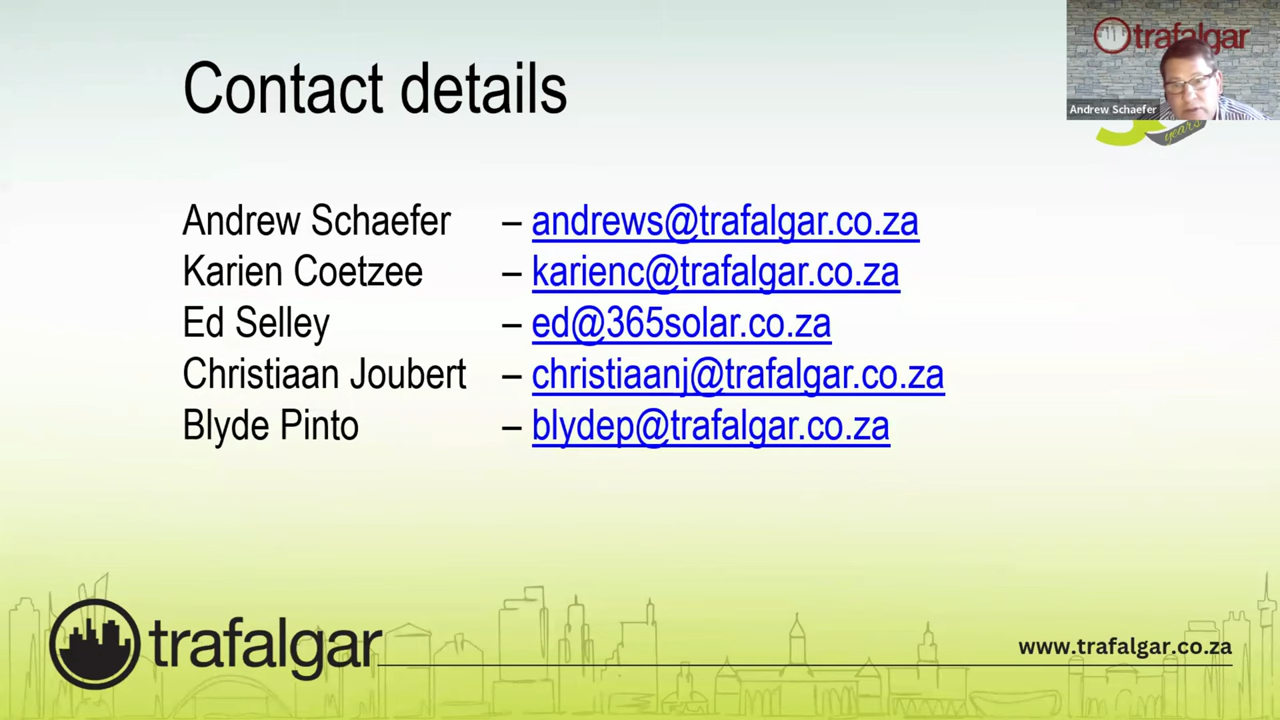 Contact details
trafalgar
Andrew Schaefer
years
Andrew Schaefer – andrews@trafalgar.co.za
Karien Coetzee – karienc@trafalgar.co.za
Ed Selley – ed@365solar.co.za
Christiaan Joubert – christiaanj@trafalgar.co.za
Blyde Pinto – blydep@trafalgar.co.za
trafalgar
www.trafalgar.co.za